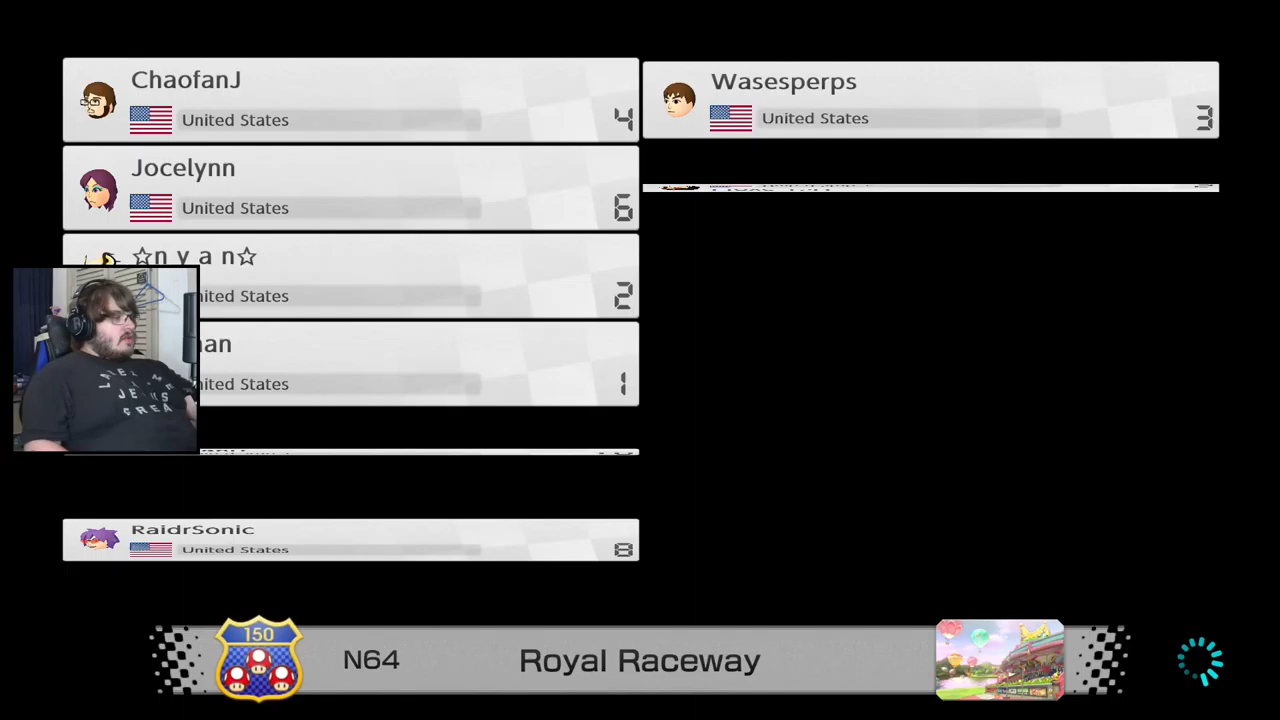 ChaofanJ
United States
4
Jocelynn
United States
6
☆n y a n☆
nited States
2
nan
nited States
1
RaidrSonic
United States
8
Wasesperps
United States
3
150
N64
Royal Raceway